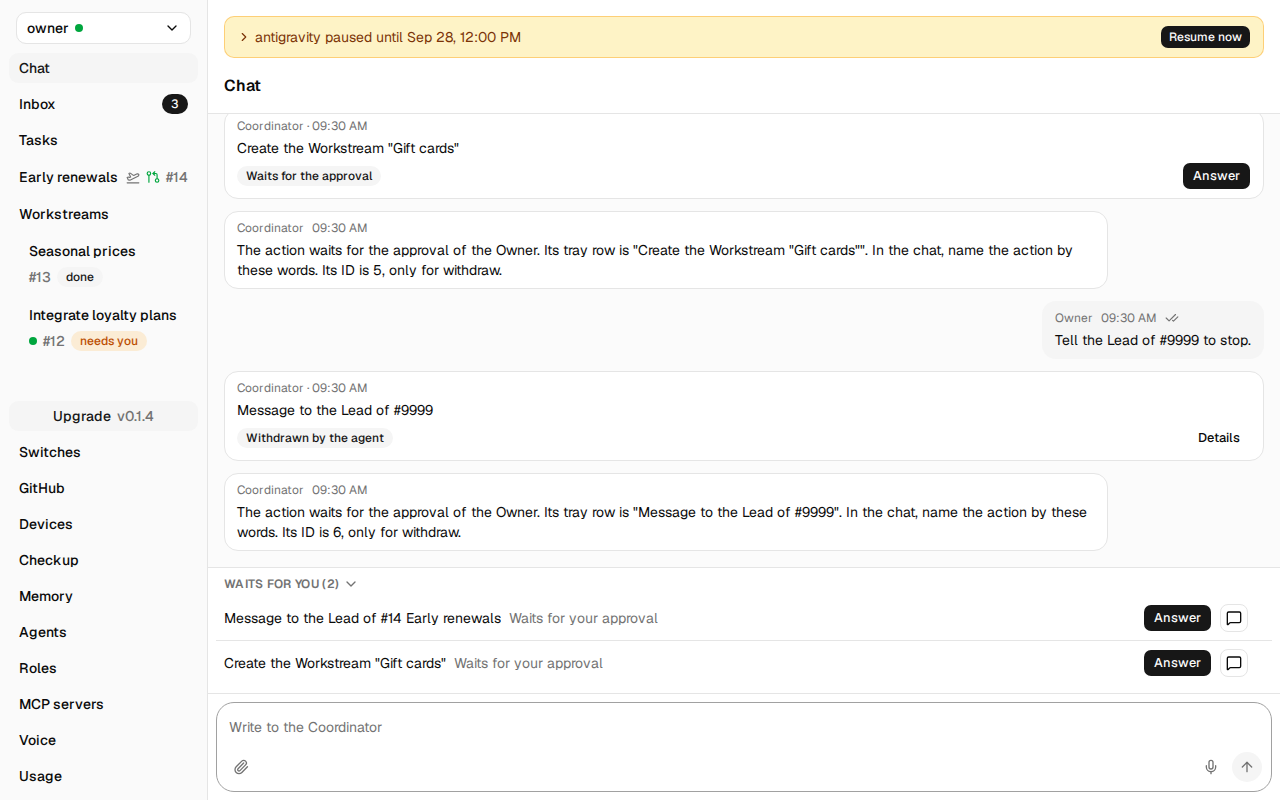 owner
Chat
Inbox 3
Tasks
Early renewals #14
Workstreams
Seasonal prices
#13 done
Integrate loyalty plans
#12 needs you
Upgrade v0.1.4
Switches
GitHub
Devices
Checkup
Memory
Agents
Roles
MCP servers
Voice
Usage
antigravity paused until Sep 28, 12:00 PM Resume now
Chat
Coordinator · 09:30 AM
Create the Workstream "Gift cards"
Waits for the approval Answer
Coordinator 09:30 AM
The action waits for the approval of the Owner. Its tray row is "Create the Workstream "Gift cards"". In the chat, name the action by
these words. Its ID is 5, only for withdraw.
Owner 09:30 AM
Tell the Lead of #9999 to stop.
Coordinator · 09:30 AM
Message to the Lead of #9999
Withdrawn by the agent Details
Coordinator 09:30 AM
The action waits for the approval of the Owner. Its tray row is "Message to the Lead of #9999". In the chat, name the action by these
words. Its ID is 6, only for withdraw.
WAITS FOR YOU (2)
Message to the Lead of #14 Early renewals Waits for your approval Answer
Create the Workstream "Gift cards" Waits for your approval Answer
Write to the Coordinator